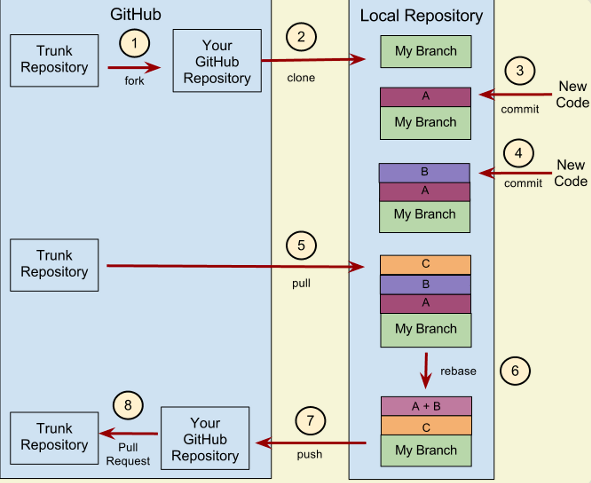 GitHub
Local Repository
Trunk
Repository
1
fork
Your
GitHub
Repository
2
clone
My Branch
3
commit
New
Code
A
My Branch
4
commit
New
Code
B
A
My Branch
Trunk
Repository
5
pull
C
B
A
My Branch
rebase
6
A + B
C
My Branch
7
push
Your
GitHub
Repository
8
Pull
Request
Trunk
Repository